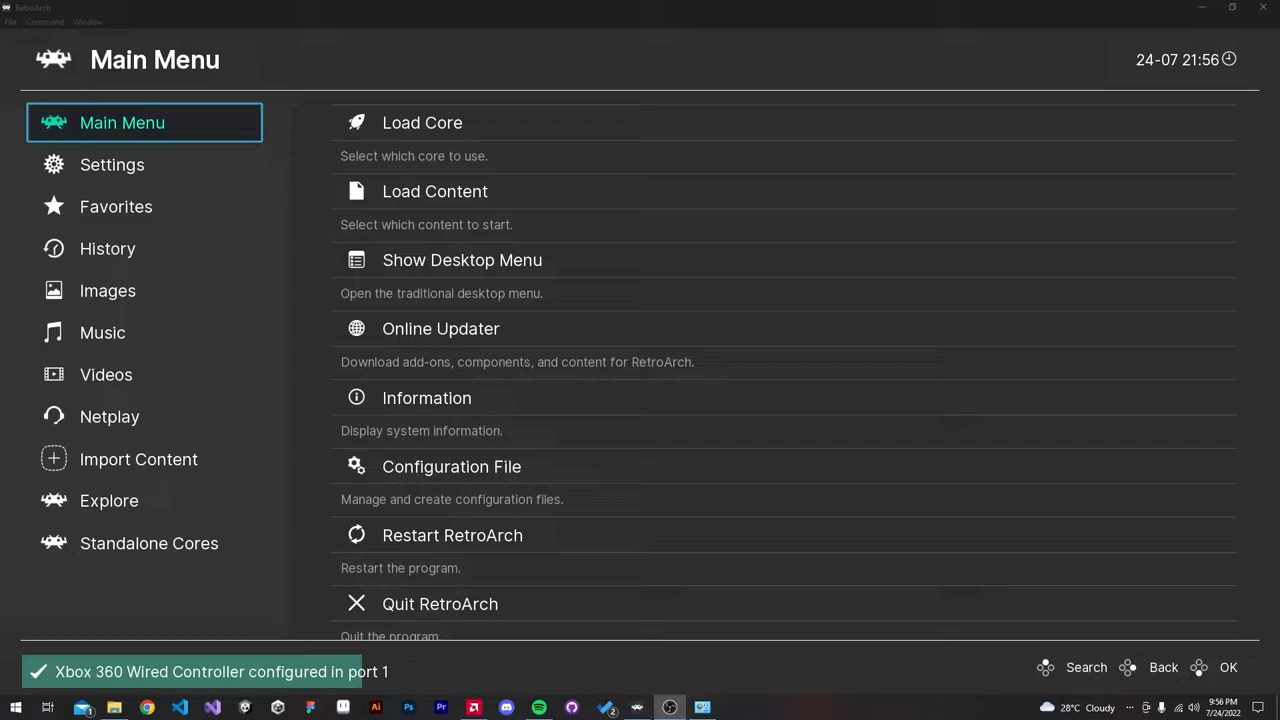 RetroArch
File Command Window
Main Menu
24-07 21:56
Main Menu
Settings
Favorites
History
Images
Music
Videos
Netplay
Import Content
Explore
Standalone Cores
Load Core
Select which core to use.
Load Content
Select which content to start.
Show Desktop Menu
Open the traditional desktop menu.
Online Updater
Download add-ons, components, and content for RetroArch.
Information
Display system information.
Configuration File
Manage and create configuration files.
Restart RetroArch
Restart the program.
Quit RetroArch
Quit the program.
Xbox 360 Wired Controller configured in port 1
Search Back OK
1
Ai
Ps
Pr
2
28°C Cloudy
9:56 PM
7/24/2022